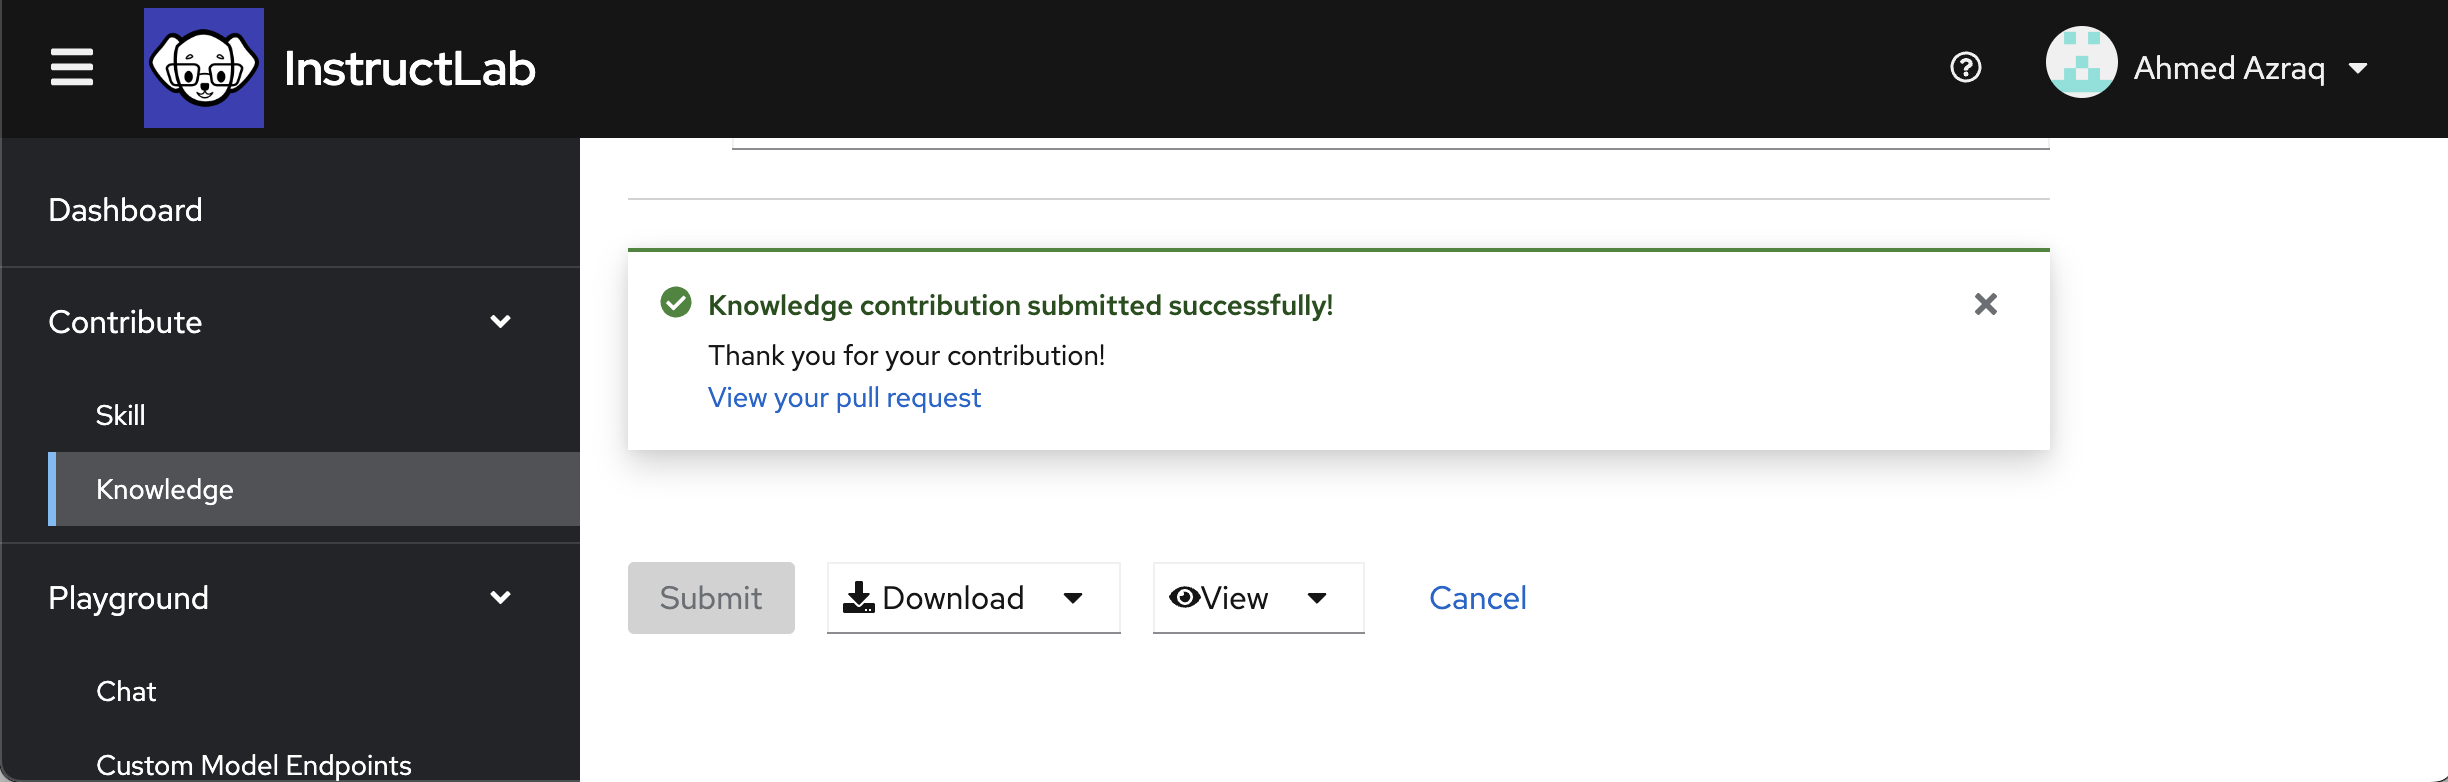 InstructLab
Ahmed Azraq
Dashboard
Contribute
Skill
Knowledge
Playground
Chat
Custom Model Endpoints
Knowledge contribution submitted successfully!
Thank you for your contribution!
View your pull request
Submit
Download
View
Cancel